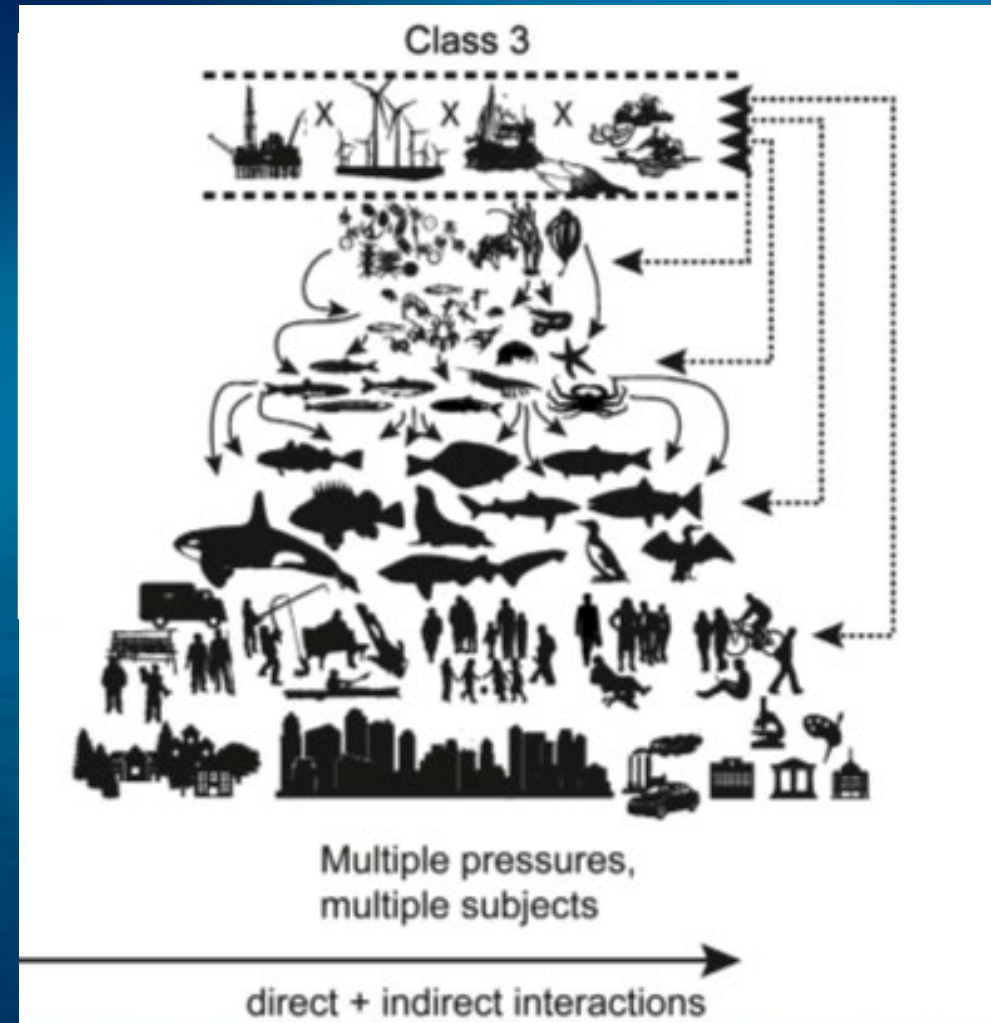 Class 3
X X X
Multiple pressures,
multiple subjects
direct + indirect interactions